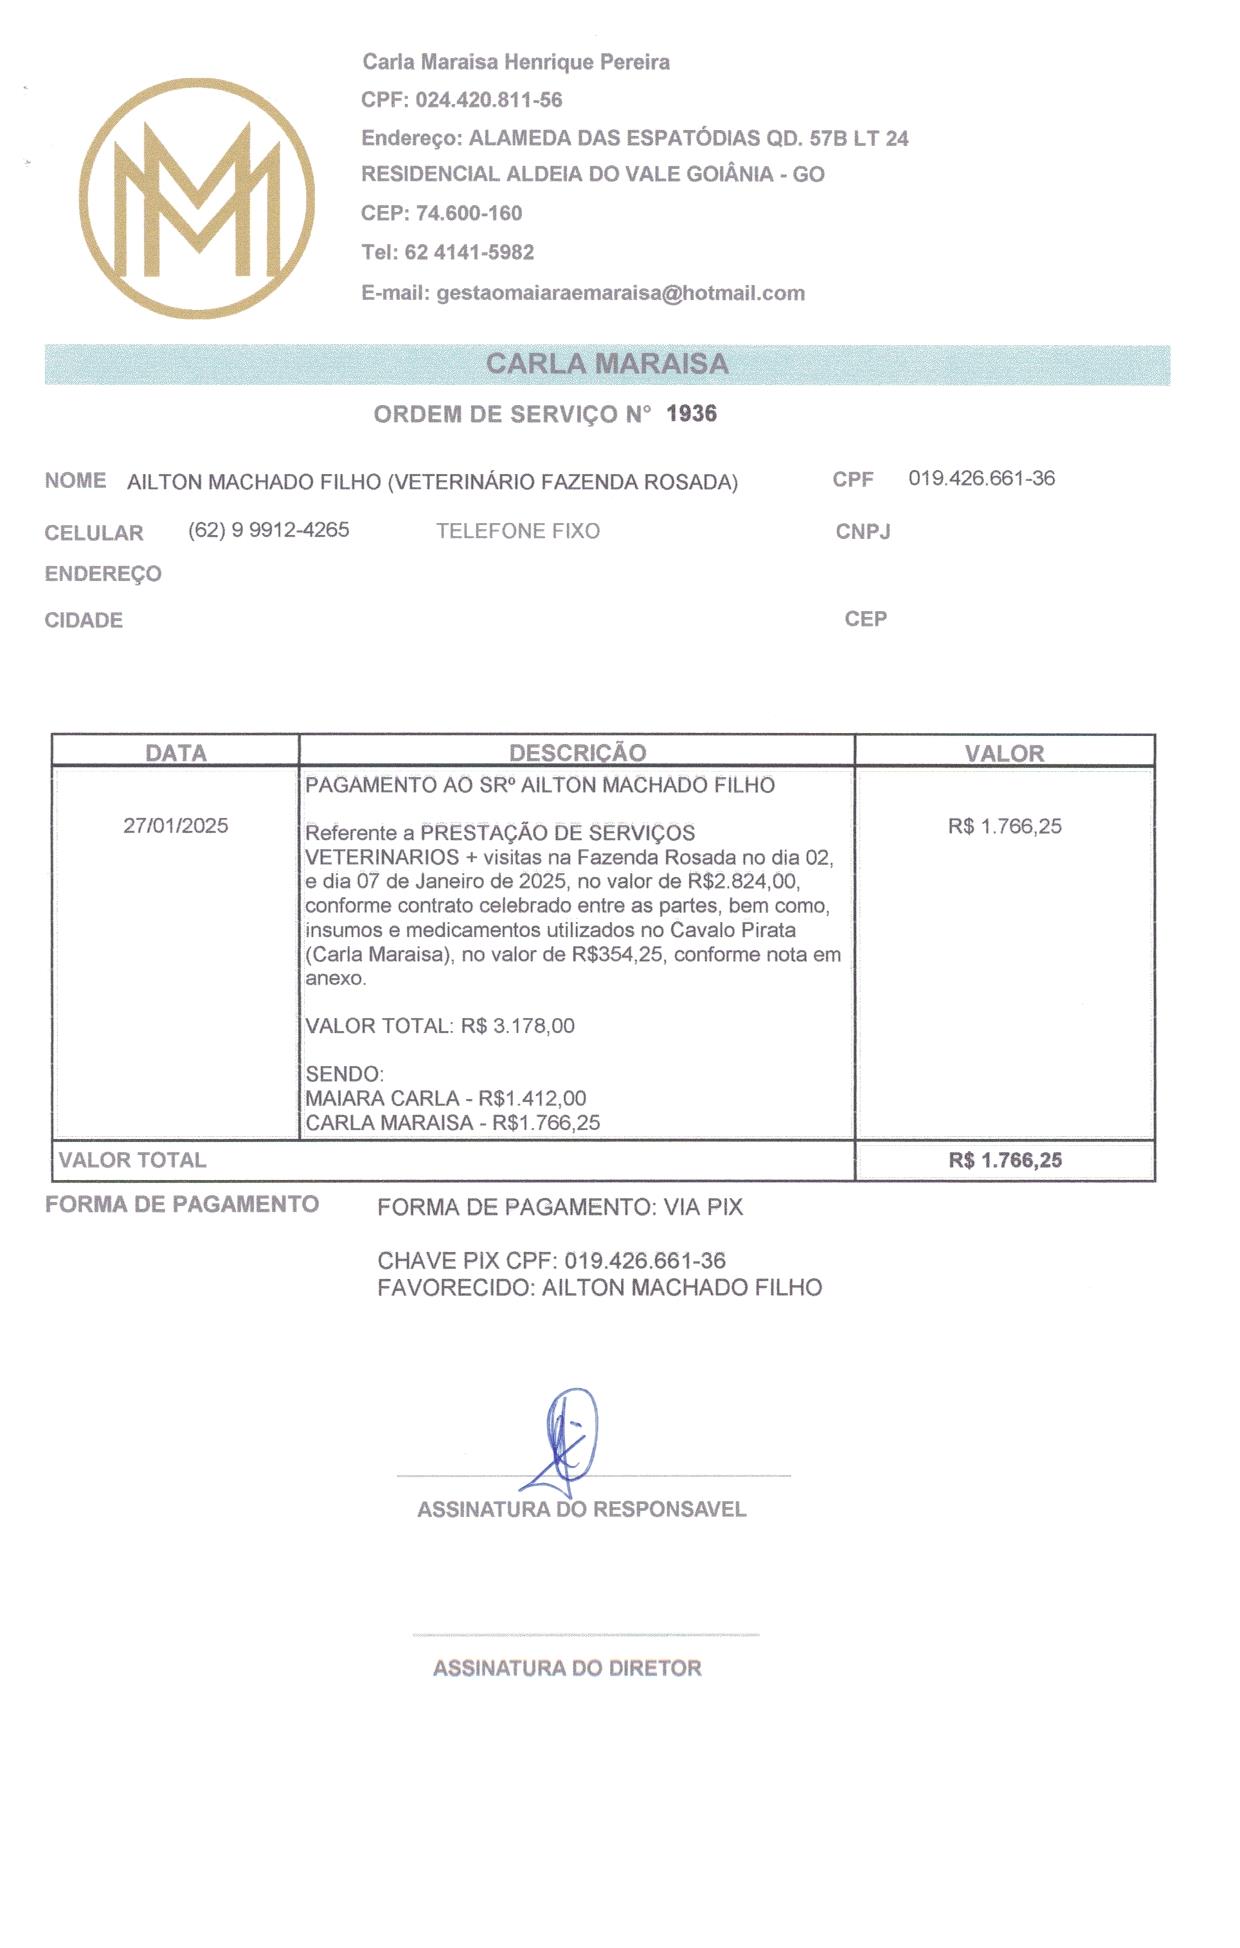 Carla Maraisa Henrique Pereira
CPF: 024.420.811-56
Endereço: ALAMEDA DAS ESPATÓDIAS QD. 57B LT 24
RESIDENCIAL ALDEIA DO VALE GOIÂNIA - GO
CEP: 74.600-160
Tel: 62 4141-5982
E-mail: gestaomaiaraemaraisa@hotmail.com
CARLA MARAISA
ORDEM DE SERVIÇO N° 1936
NOME AILTON MACHADO FILHO (VETERINÁRIO FAZENDA ROSADA) CPF 019.426.661-36
CELULAR (62) 9 9912-4265 TELEFONE FIXO CNPJ
ENDEREÇO
CIDADE CEP
DATA DESCRIÇÃO VALOR
PAGAMENTO AO SRº AILTON MACHADO FILHO
27/01/2025 Referente a PRESTAÇÃO DE SERVIÇOS R$ 1.766,25
VETERINARIOS + visitas na Fazenda Rosada no dia 02,
e dia 07 de Janeiro de 2025, no valor de R$2.824,00,
conforme contrato celebrado entre as partes, bem como,
insumos e medicamentos utilizados no Cavalo Pirata
(Carla Maraisa), no valor de R$354,25, conforme nota em
anexo.
VALOR TOTAL: R$ 3.178,00
SENDO:
MAIARA CARLA - R$1.412,00
CARLA MARAISA - R$1.766,25
VALOR TOTAL R$ 1.766,25
FORMA DE PAGAMENTO FORMA DE PAGAMENTO: VIA PIX
CHAVE PIX CPF: 019.426.661-36
FAVORECIDO: AILTON MACHADO FILHO
ASSINATURA DO RESPONSAVEL
ASSINATURA DO DIRETOR